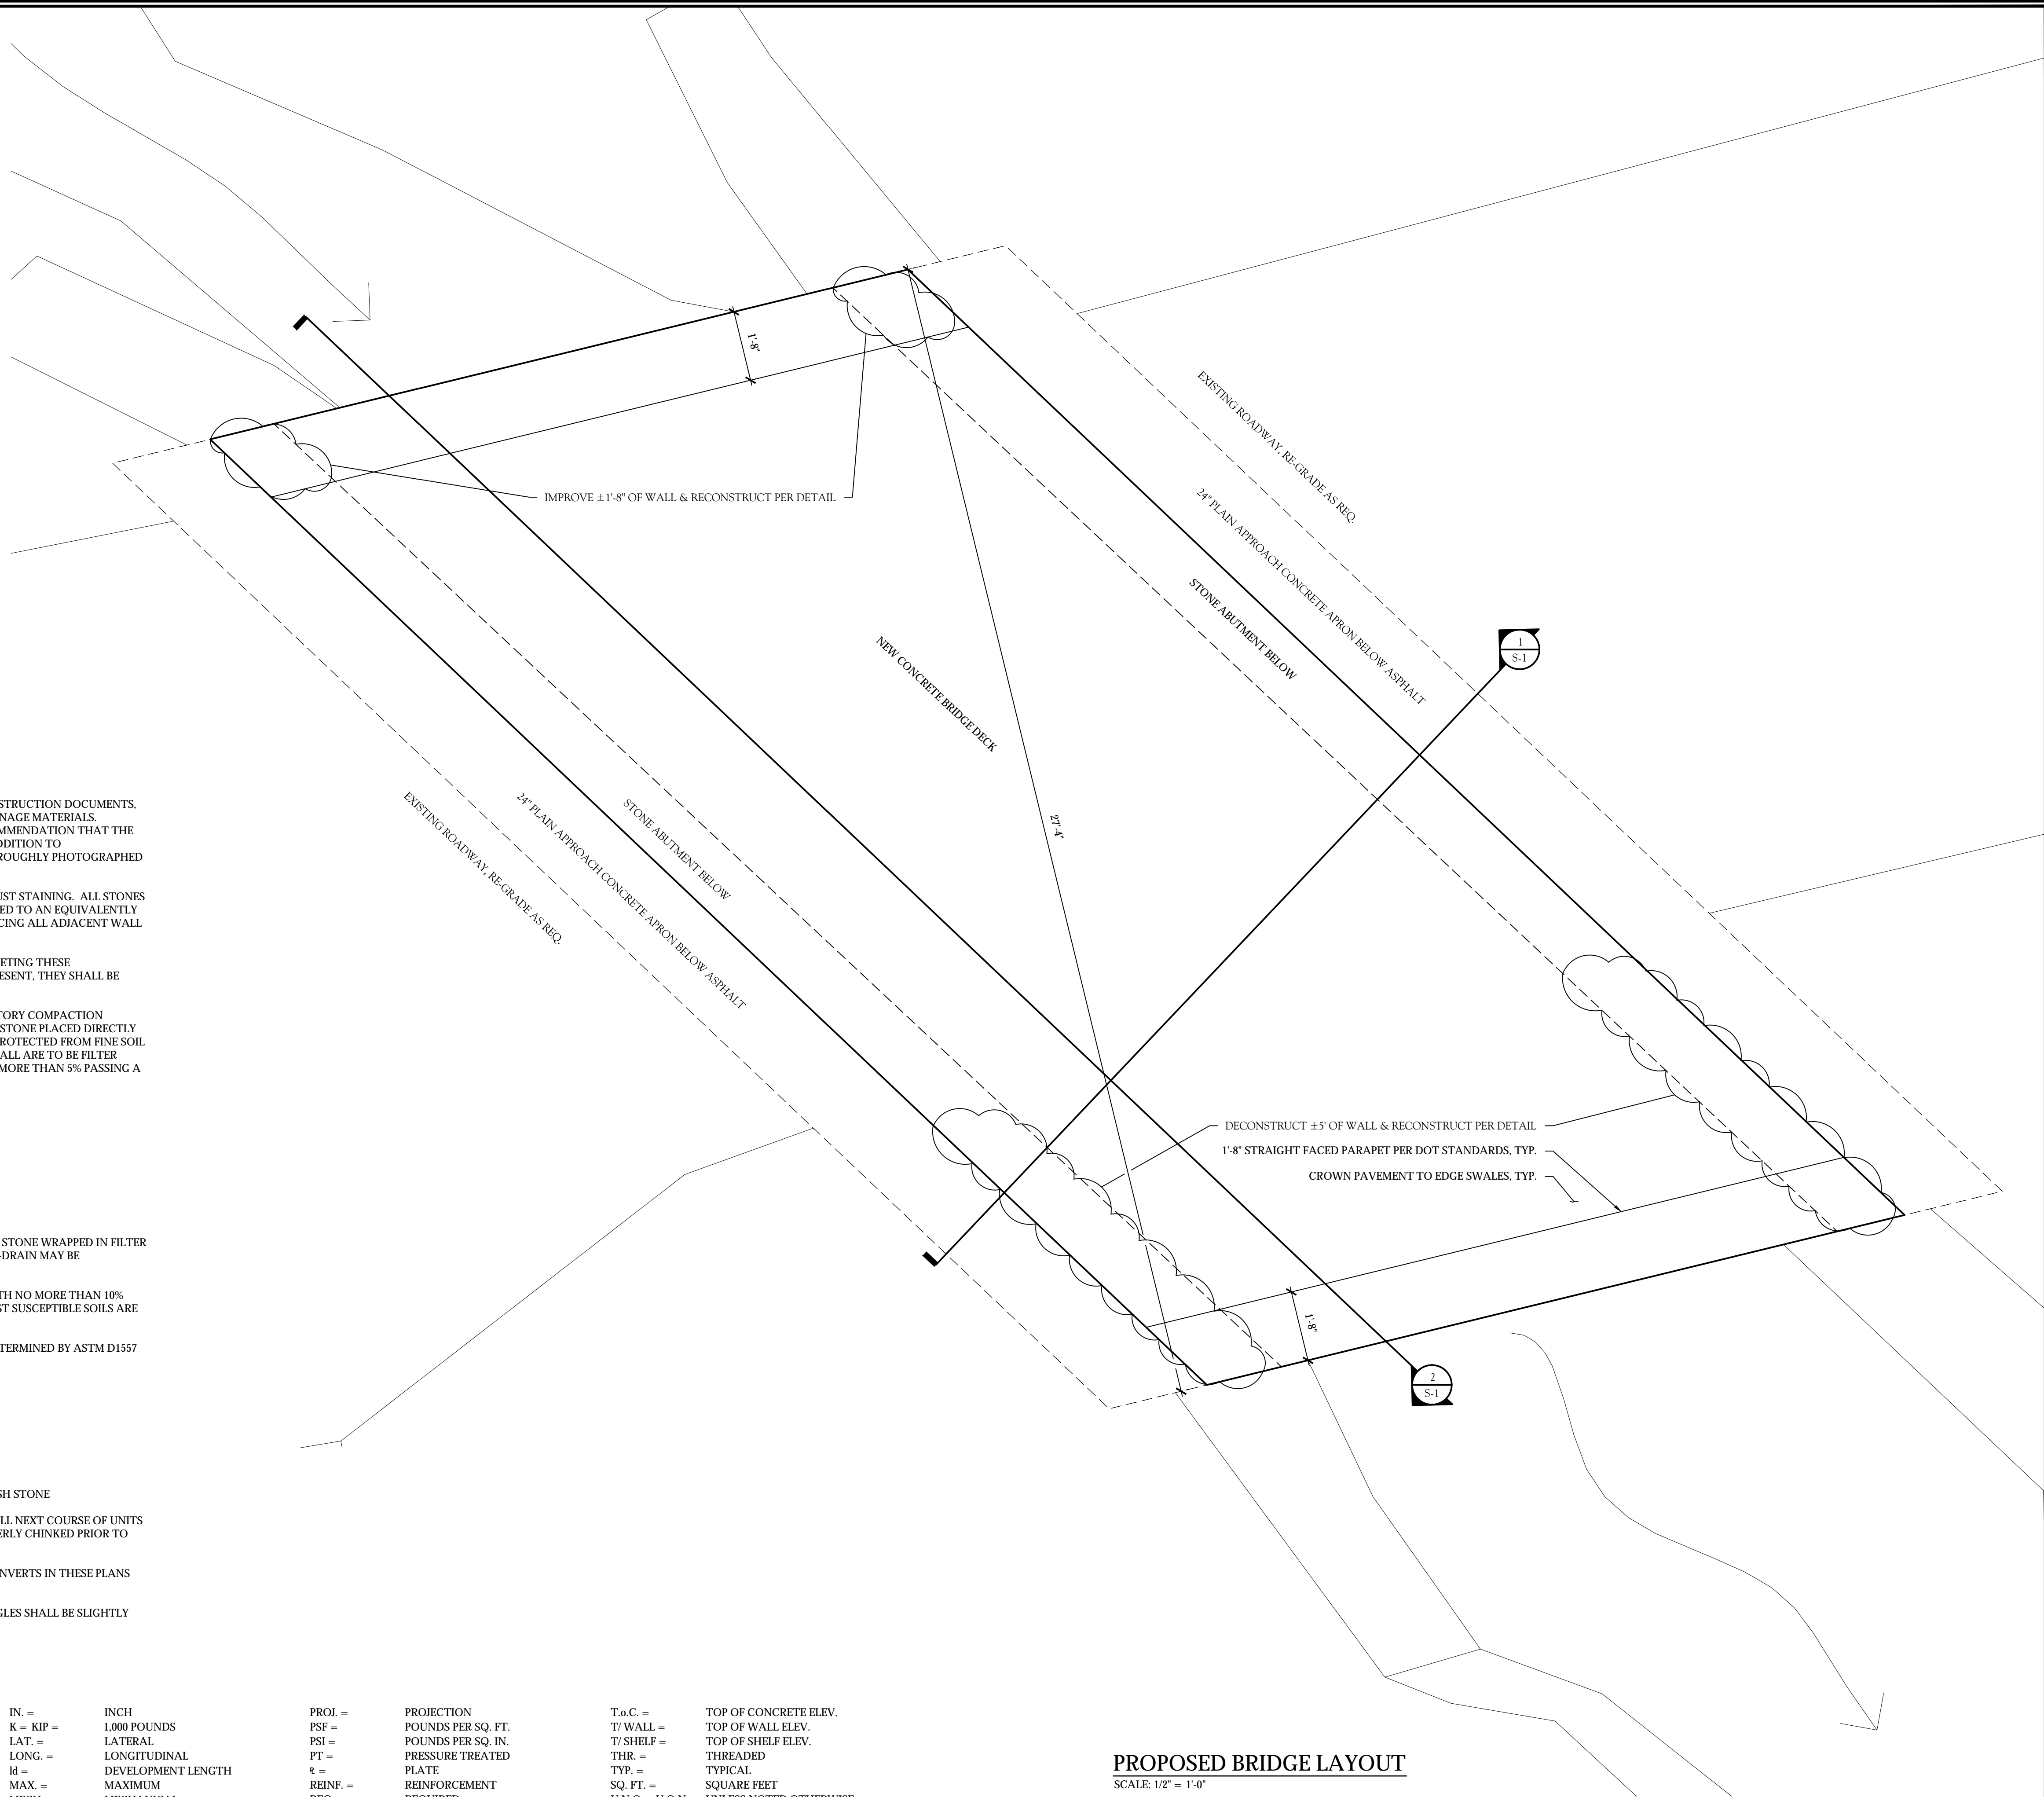 1'-8"
EXISTING ROADWAY, RE-GRADE AS REQ.
24" PLAIN APPROACH CONCRETE APRON BELOW ASPHALT
STONE ABUTMENT BELOW
IMPROVE ±1'-8" OF WALL & RECONSTRUCT PER DETAIL
1
S-1
NEW CONCRETE BRIDGE DECK
27'-4"
STONE ABUTMENT BELOW
24" PLAIN APPROACH CONCRETE APRON BELOW ASPHALT
EXISTING ROADWAY, RE-GRADE AS REQ.
STRUCTION DOCUMENTS,
NAGE MATERIALS.
MMENDATION THAT THE
DDITION TO
ROUGHLY PHOTOGRAPHED
UST STAINING. ALL STONES
ED TO AN EQUIVALENTLY
CING ALL ADJACENT WALL
ETING THESE
ESENT, THEY SHALL BE
TORY COMPACTION
STONE PLACED DIRECTLY
ROTECTED FROM FINE SOIL
ALL ARE TO BE FILTER
MORE THAN 5% PASSING A
DECONSTRUCT ±5' OF WALL & RECONSTRUCT PER DETAIL
1'-8" STRAIGHT FACED PARAPET PER DOT STANDARDS, TYP.
CROWN PAVEMENT TO EDGE SWALES, TYP.
STONE WRAPPED IN FILTER
-DRAIN MAY BE
TH NO MORE THAN 10%
ST SUSCEPTIBLE SOILS ARE
TERMINED BY ASTM D1557
1'-8"
2
S-1
SH STONE
LL NEXT COURSE OF UNITS
ERLY CHINKED PRIOR TO
NVERTS IN THESE PLANS
GLES SHALL BE SLIGHTLY
IN. = INCH
K = KIP = 1,000 POUNDS
LAT. = LATERAL
LONG. = LONGITUDINAL
ld = DEVELOPMENT LENGTH
MAX. = MAXIMUM
PROJ. = PROJECTION
PSF = POUNDS PER SQ. FT.
PSI = POUNDS PER SQ. IN.
PT = PRESSURE TREATED
℄ = PLATE
REINF. = REINFORCEMENT
T.o.C. = TOP OF CONCRETE ELEV.
T/ WALL = TOP OF WALL ELEV.
T/ SHELF = TOP OF SHELF ELEV.
THR. = THREADED
TYP. = TYPICAL
SQ. FT. = SQUARE FEET
PROPOSED BRIDGE LAYOUT
SCALE: 1/2" = 1'-0"